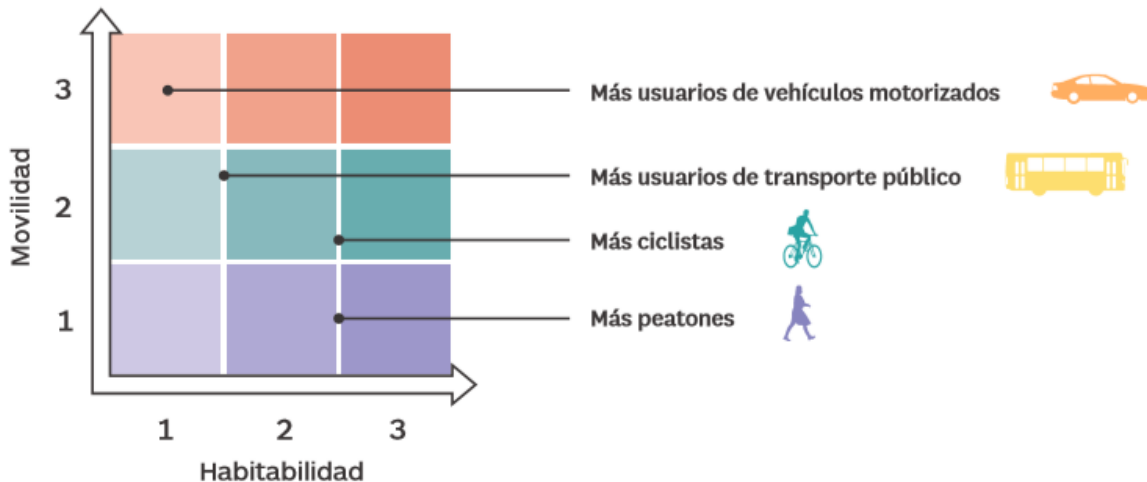 3
Más usuarios de vehículos motorizados
Movilidad
2
Más usuarios de transporte público
Más ciclistas
1
Más peatones
1 2 3
Habitabilidad